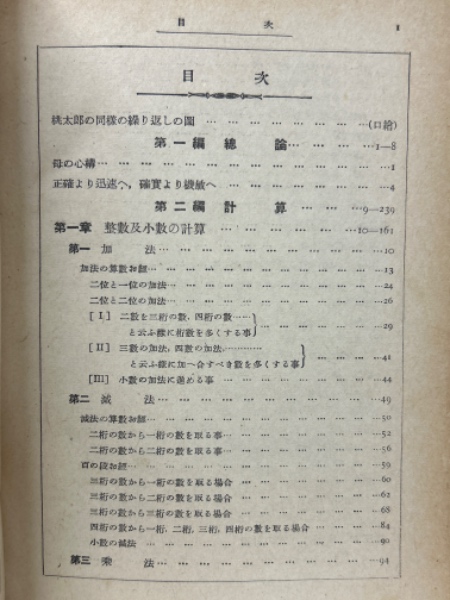 目 次 1
目 次
桃太郎の同様の繰り返しの圖 … … … … … … … … (口繪)
第一編 總 論… … … … 1—8
母の心構… … … … … … … … … … … … … … 1
正確より迅速へ，確實より機敏へ … … … … … … … … 4
第二編 計 算 … … … 9—239
第一章 整數及小數の計算 … … … … … … 10—161
第一 加 法 … … … … … … … … … … … … 10
加法の算數お經… … … … … … … … … … … … 13
二位と一位の加法… … … … … … … … … … … 24
二位と二位の加法… … … … … … … … … … … 26
[Ⅰ] 二數を三桁の數、四桁の數……
と云ふ樣に桁數を多くする事 … … … … … 29
[Ⅱ] 三數の加法，四數の加法…………
と云ふ樣に加へ合すべき數を多くする事 … … … 41
[Ⅲ] 小數の加法に進める事 … … … … … … … … 44
第二 減 法… … … … … … … … … … … … 49
減法の算數お經… … … … … … … … … … … … 50
二桁の數から一桁の數を取る事… … … … … … … … 52
二桁の數から二桁の數を取る事… … … … … … … … 56
百の段お經… … … … … … … … … … … … … 59
三桁の數から一桁の數を取る場合 … … … … … … … 60
三桁の數から二桁の數を取る場合 … … … … … … … 62
三桁の數から三桁の數を取る場合 … … … … … … … 68
四桁の數から一桁，二桁，三桁，四桁の數を取る場合 … … … 84
小數の減法 … … … … … … … … … … … … 90
第三 乘 法… … … … … … … … … … … … 94